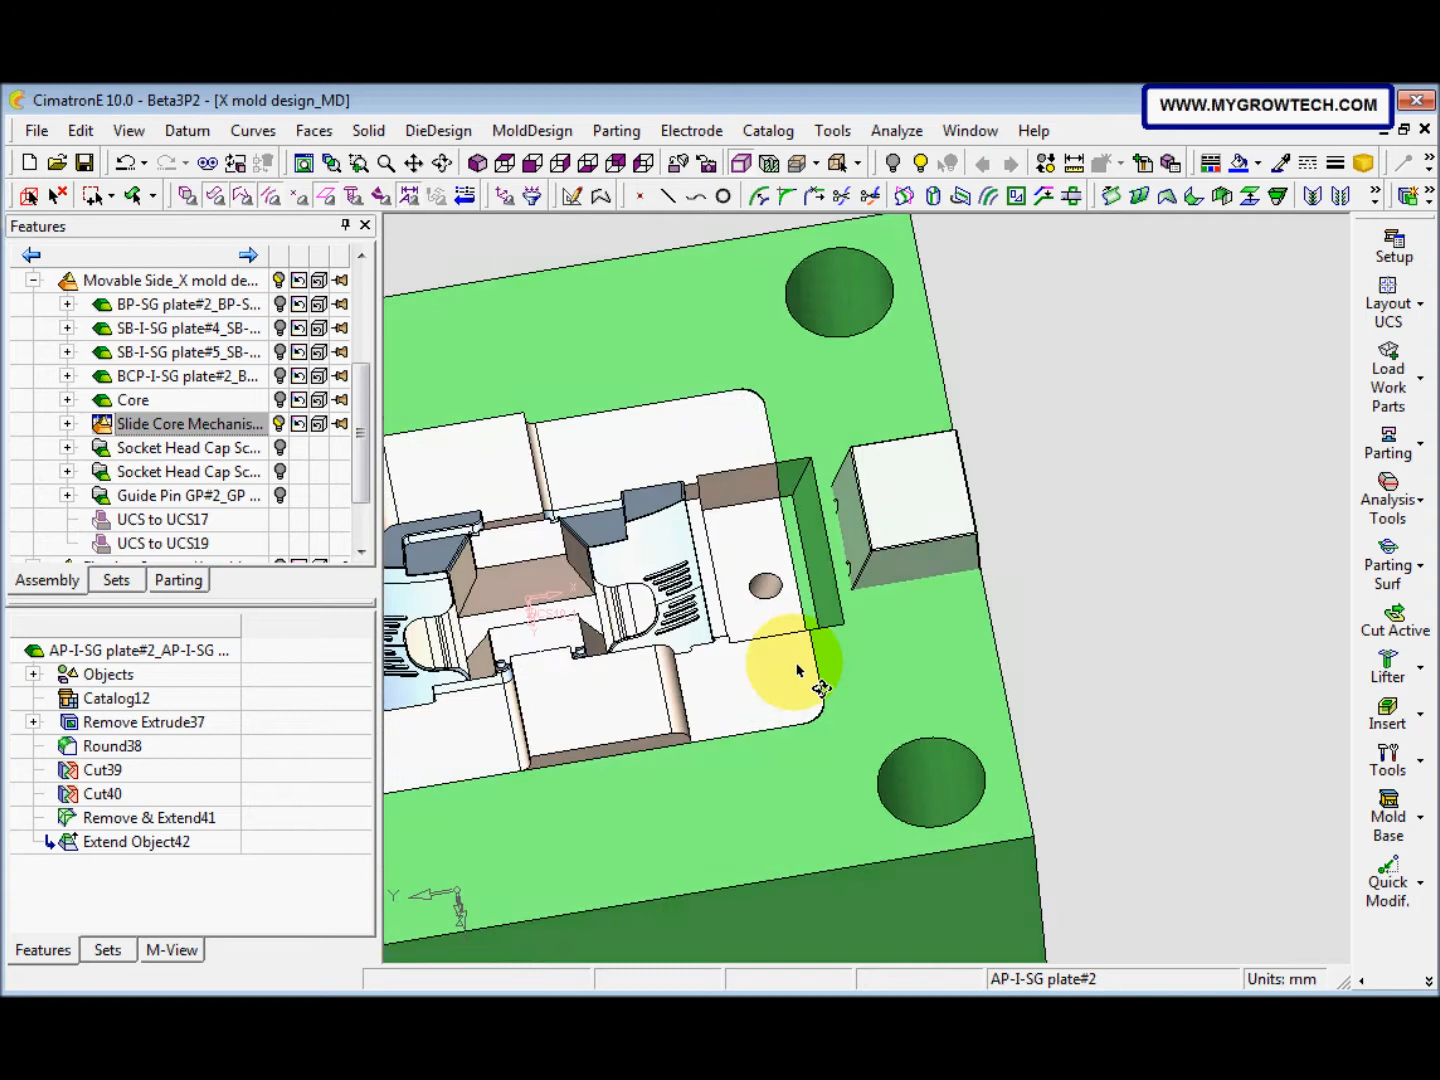 CimatronE 10.0 - Beta3P2 - [X mold design_MD]
WWW.MYGROWTECH.COM
File Edit View Datum Curves Faces Solid DieDesign MoldDesign Parting Electrode Catalog Tools Analyze Window Help
Features
Movable Side_X mold de...
BP-SG plate#2_BP-S...
SB-I-SG plate#4_SB-...
SB-I-SG plate#5_SB-...
BCP-I-SG plate#2_B...
Core
Slide Core Mechanis...
Socket Head Cap Sc...
Socket Head Cap Sc...
Guide Pin GP#2_GP ...
UCS to UCS17
UCS to UCS19
Assembly Sets Parting
AP-I-SG plate#2_AP-I-SG ...
Objects
Catalog12
Remove Extrude37
Round38
Cut39
Cut40
Remove & Extend41
Extend Object42
Features Sets M-View
X
Y
Y
Setup
Layout
UCS
Load
Work
Parts
Parting
Analysis
Tools
Parting
Surf
Cut Active
Lifter
Insert
Tools
Mold
Base
Quick
Modif.
AP-I-SG plate#2
Units: mm